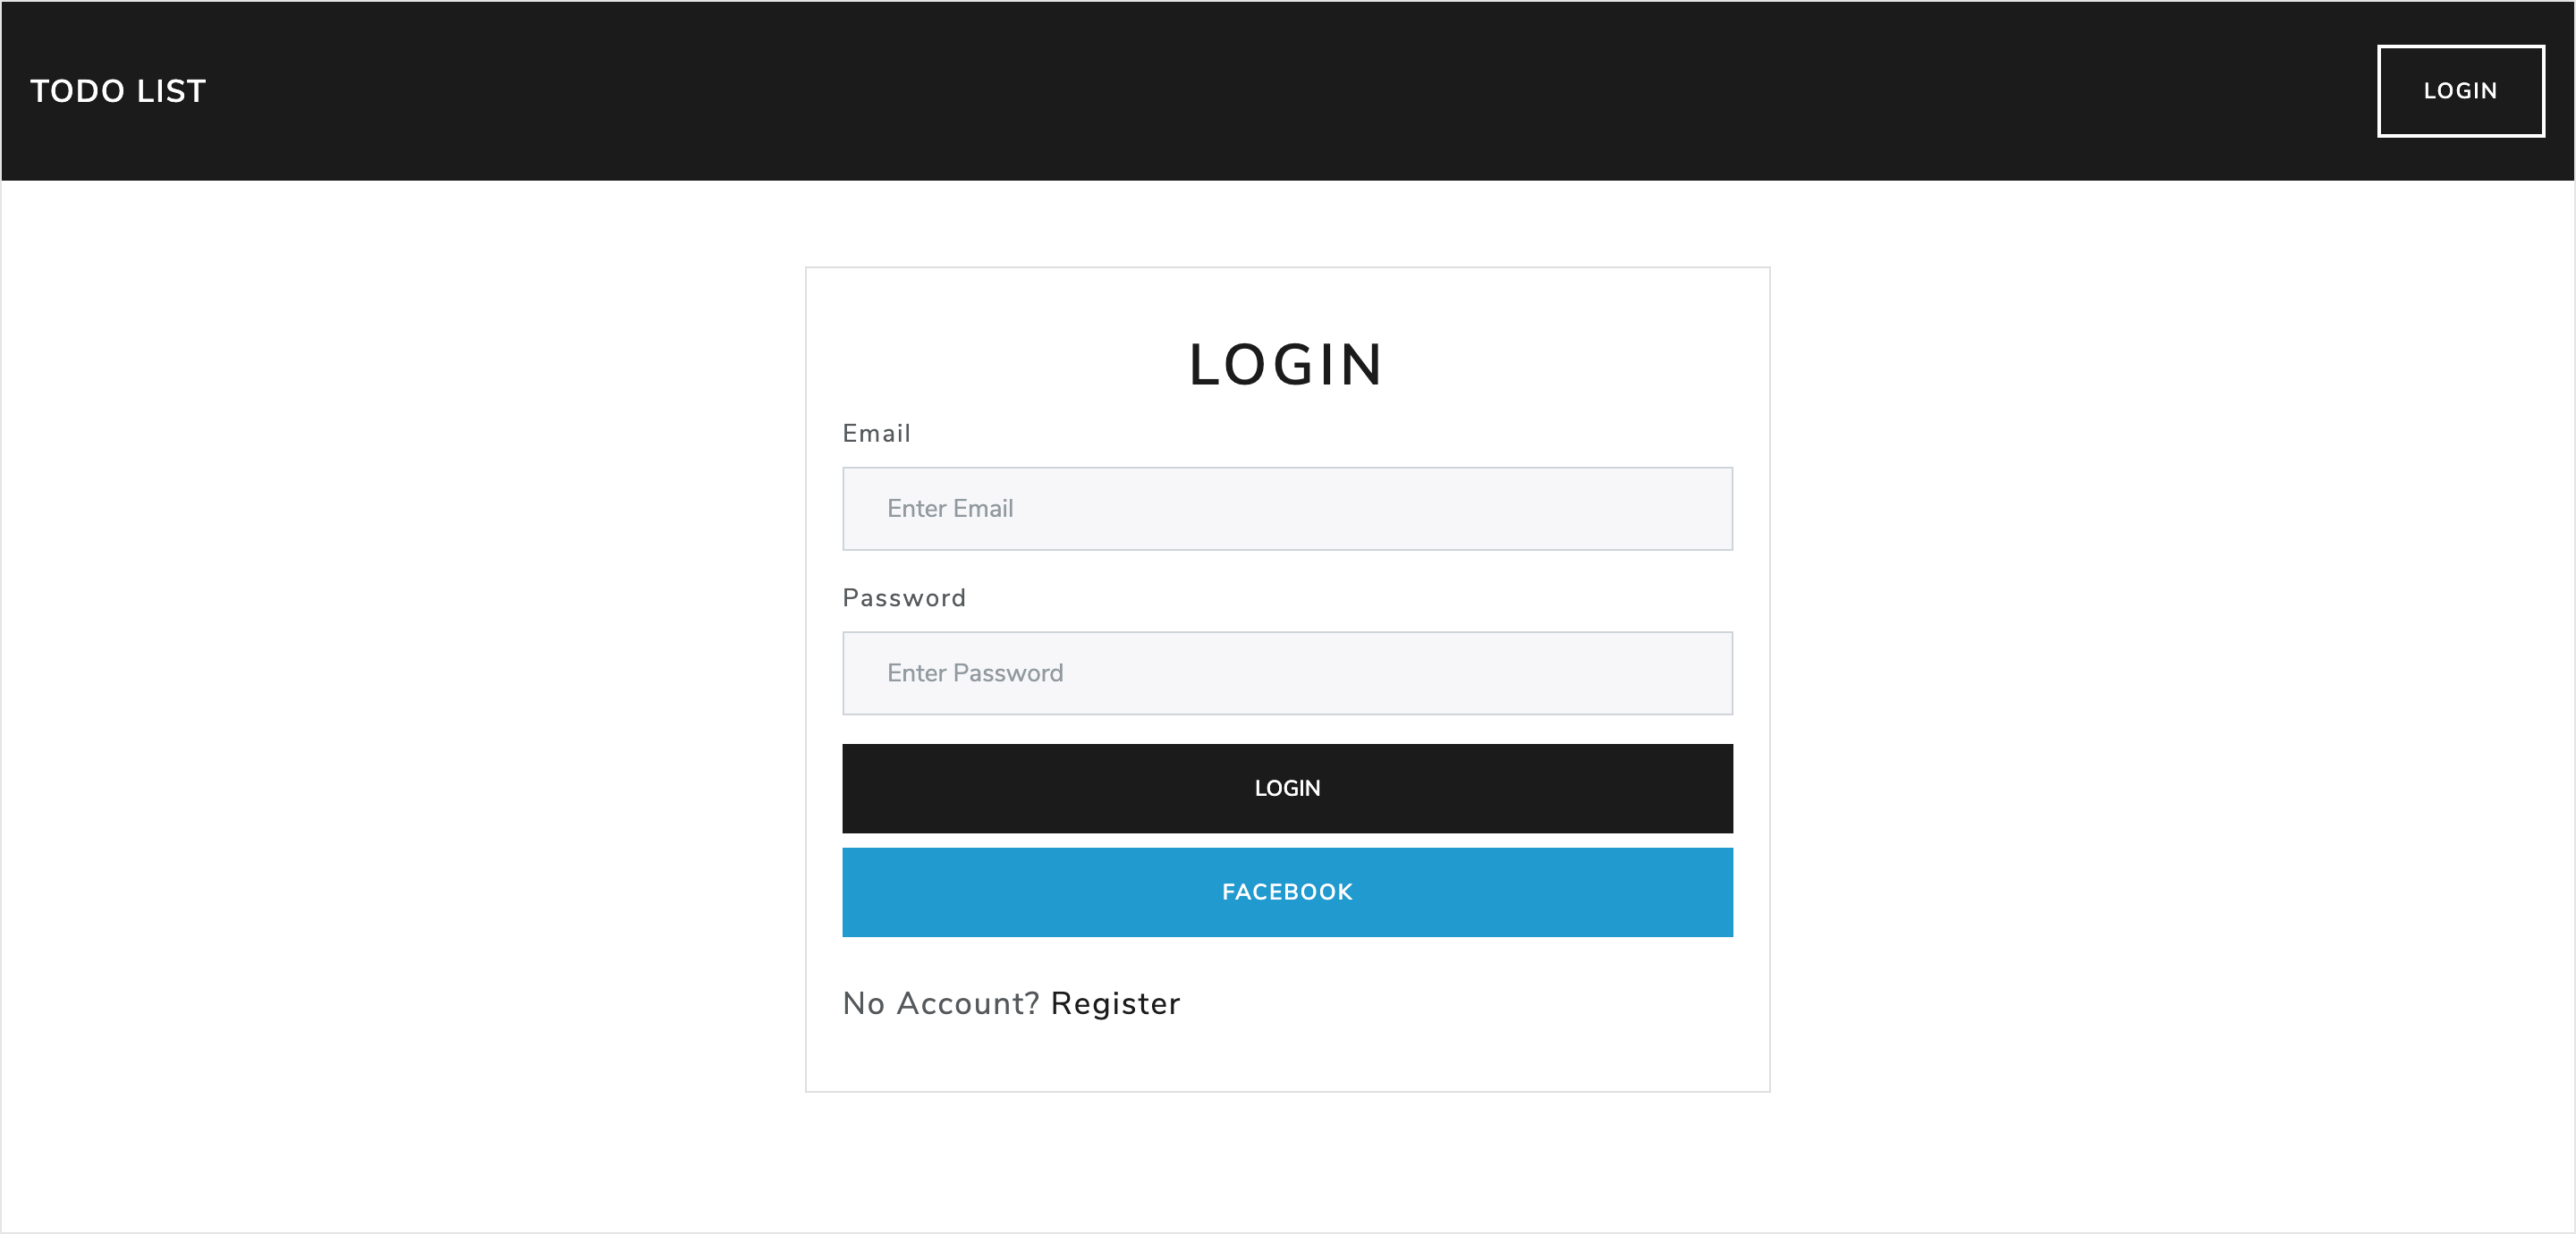 TODO LIST
LOGIN
LOGIN
Email
Enter Email
Password
Enter Password
LOGIN
FACEBOOK
No Account? Register